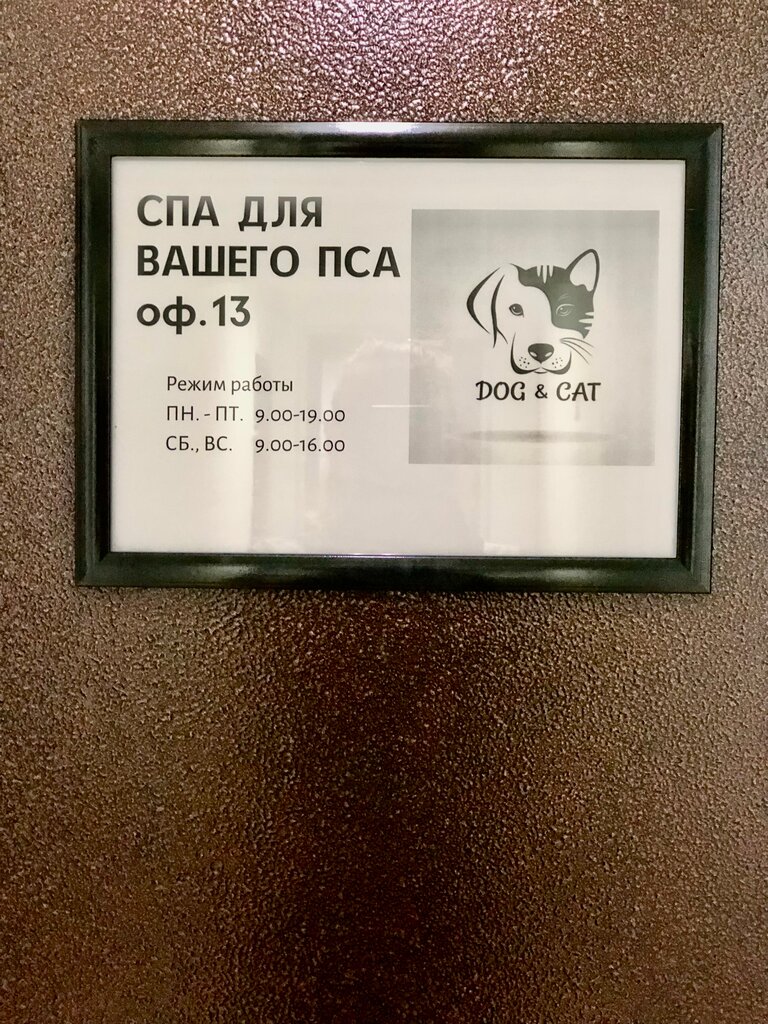 СПА ДЛЯ
ВАШЕГО ПСА
оф.13
Режим работы
ПН. - ПТ. 9.00-19.00
СБ., ВС. 9.00-16.00
DOG & CAT